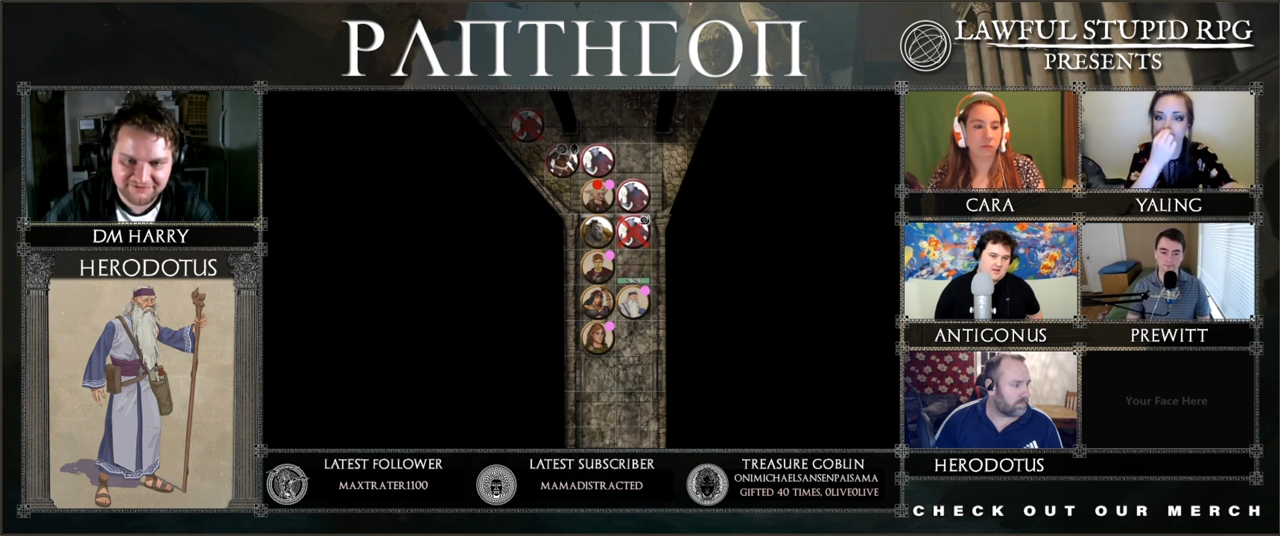 PANTHEON
LAWFUL STUPID RPG
PRESENTS
DM HARRY
HERODOTUS
CARA
YALING
ANTIGONUS
PREWITT
HERODOTUS
Your Face Here
LATEST FOLLOWER
MAXTRATER1100
LATEST SUBSCRIBER
MAMADISTRACTED
TREASURE GOBLIN
ONIMICHAELSANSENPAISAMA
GIFTED 40 TIMES, 0LIVE0LIVE
CHECK OUT OUR MERCH